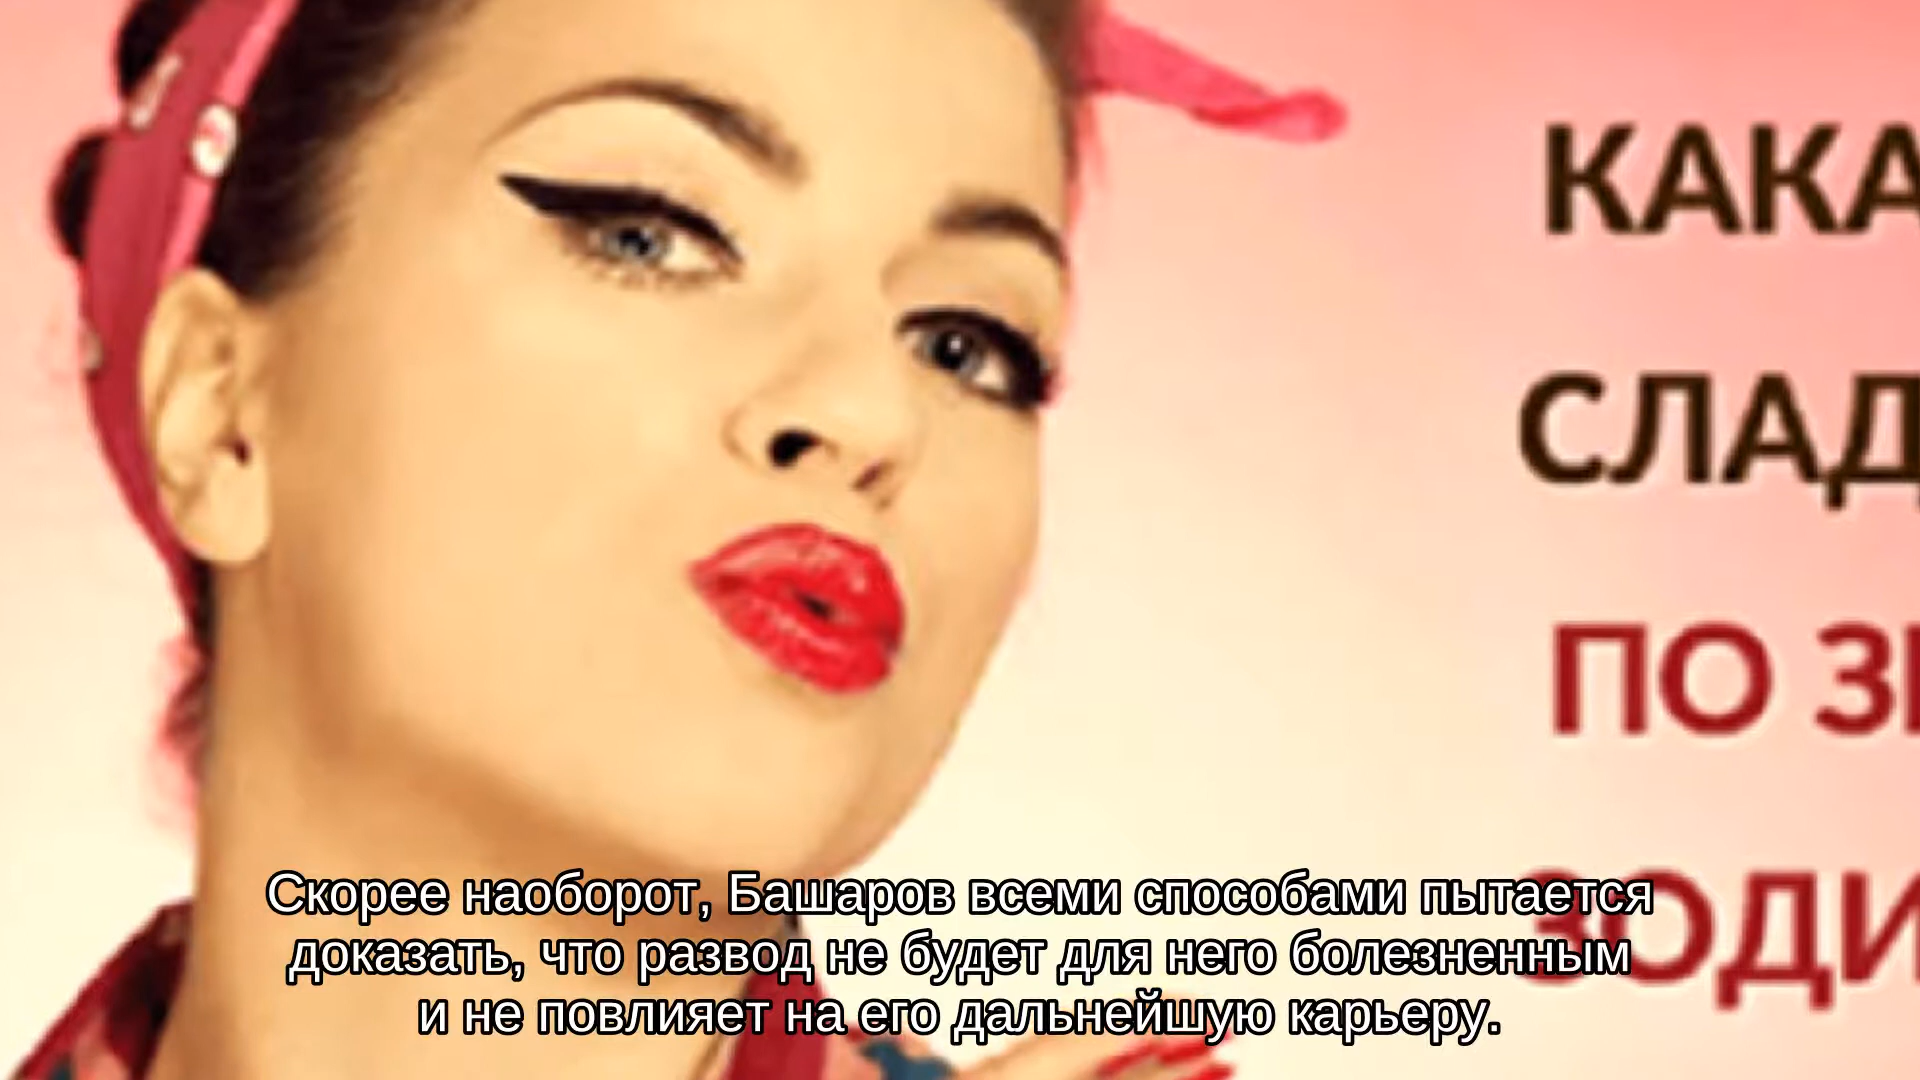 КАКА
СЛАД
ПО З
ЗОДИ
Скорее наоборот, Башаров всеми способами пытается
доказать, что развод не будет для него болезненным
и не повлияет на его дальнейшую карьеру.